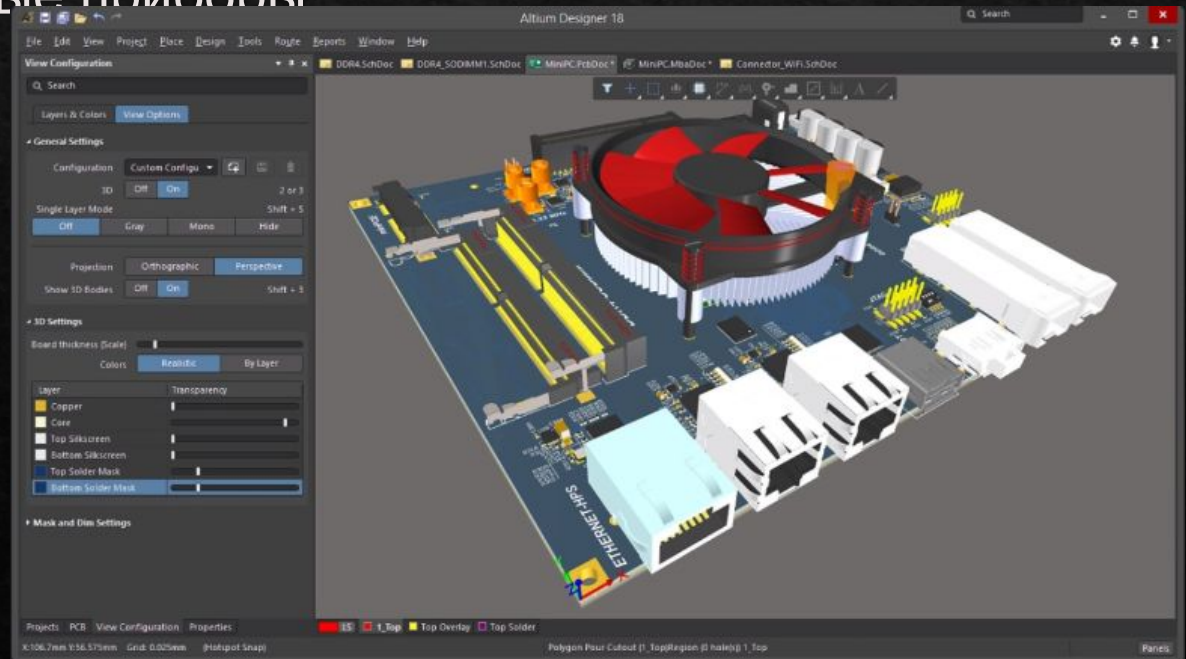 ые приборы
Altium Designer 18
Search
File Edit View Project Place Design Tools Route Reports Window Help
View Configuration
DDR4.SchDoc DDR4_SODIMM1.SchDoc MiniPC.PcbDoc * MiniPC.MbaDoc * Connector_WiFi.SchDoc
Search
Layers & Colors View Options
General Settings
Configuration Custom Configu
3D Off On 2 or 3
Single Layer Mode Shift + S
Off Gray Mono Hide
Projection Orthographic Perspective
Show 3D Bodies Off On Shift + 3
3D Settings
Board thickness (Scale)
Colors Realistic By Layer
Layer Transparency
Copper
Core
Top Silkscreen
Bottom Silkscreen
Top Solder Mask
Bottom Solder Mask
Mask and Dim Settings
ETHERNET-HPS
Projects PCB View Configuration Properties
LS 1_Top Top Overlay Top Solder
X:106.7mm Y:56.575mm Grid: 0.025mm (Hotspot Snap)
Polygon Pour Cutout (1_Top)Region (0 hole(s)) 1_Top
Panels